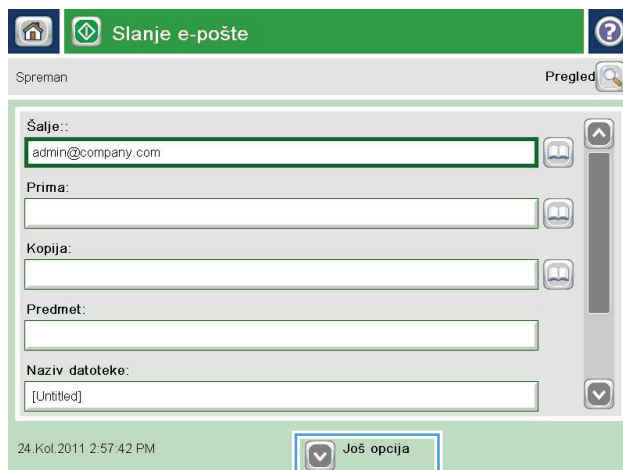 Slanje e-pošte
?
Spreman
Pregled
Šalje::
admin@company.com
Prima:
Kopija:
Predmet:
Naziv datoteke:
[Untitled]
24.Kol.2011 2:57:42 PM
Još opcija